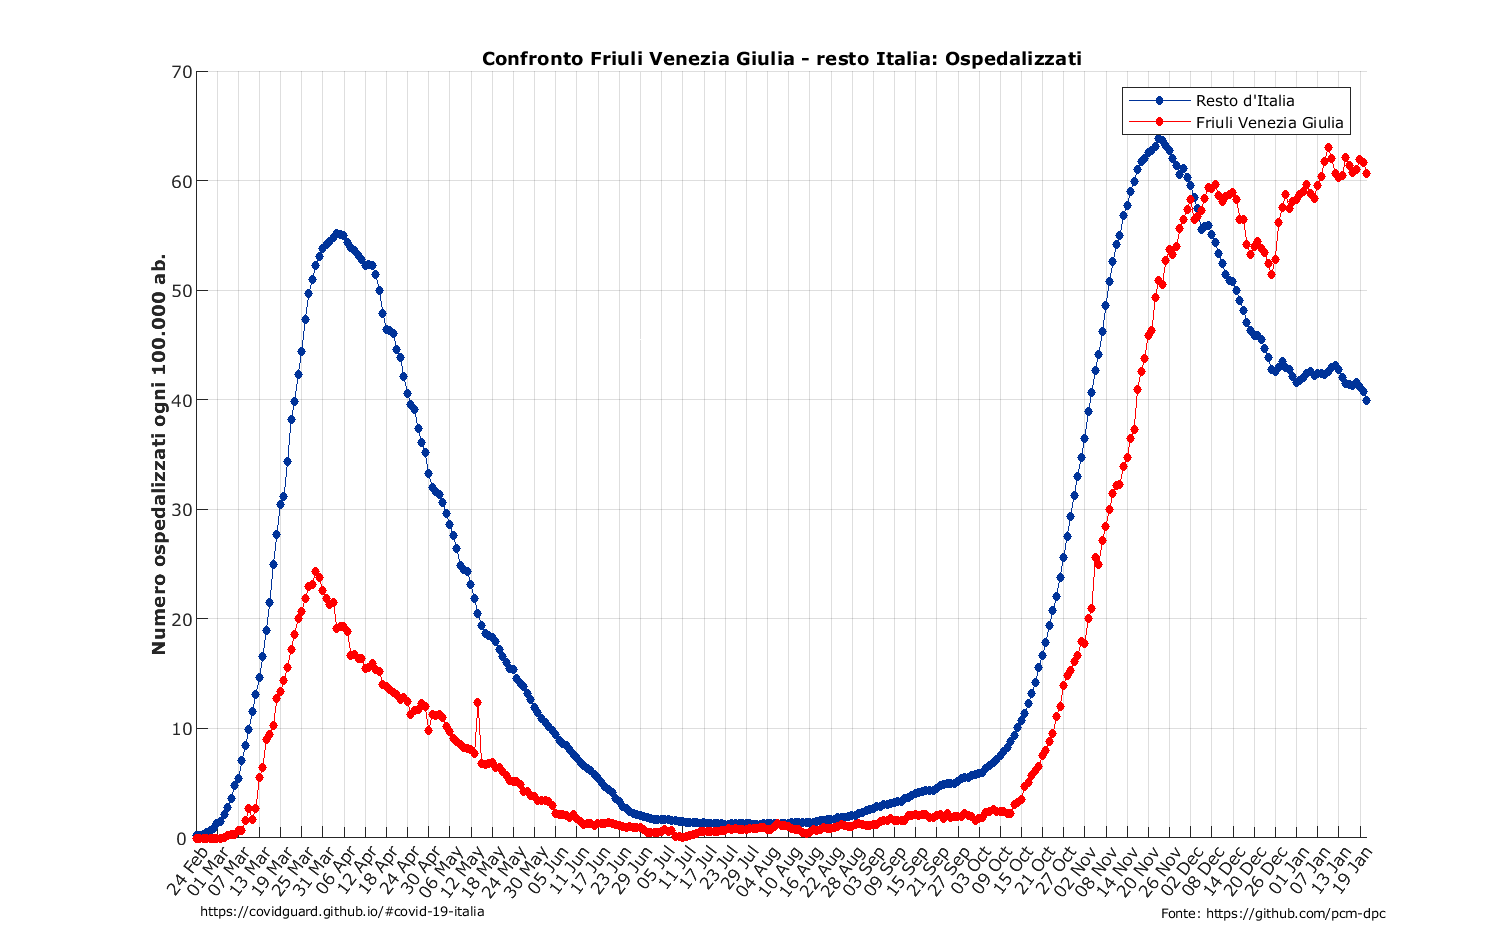 Confronto Friuli Venezia Giulia - resto Italia: Ospedalizzati
Resto d'Italia
Friuli Venezia Giulia
Numero ospedalizzati ogni 100.000 ab.
70
60
50
40
30
20
10
0
24 Feb
01 Mar
07 Mar
13 Mar
19 Mar
25 Mar
31 Mar
06 Apr
12 Apr
18 Apr
24 Apr
30 Apr
06 May
12 May
18 May
24 May
30 May
05 Jun
11 Jun
17 Jun
23 Jun
29 Jun
05 Jul
11 Jul
17 Jul
23 Jul
29 Jul
04 Aug
10 Aug
16 Aug
22 Aug
28 Aug
03 Sep
09 Sep
15 Sep
21 Sep
27 Sep
03 Oct
09 Oct
15 Oct
21 Oct
27 Oct
02 Nov
08 Nov
14 Nov
20 Nov
26 Nov
02 Dec
08 Dec
14 Dec
20 Dec
26 Dec
01 Jan
07 Jan
13 Jan
19 Jan
https://covidguard.github.io/#covid-19-italia
Fonte: https://github.com/pcm-dpc